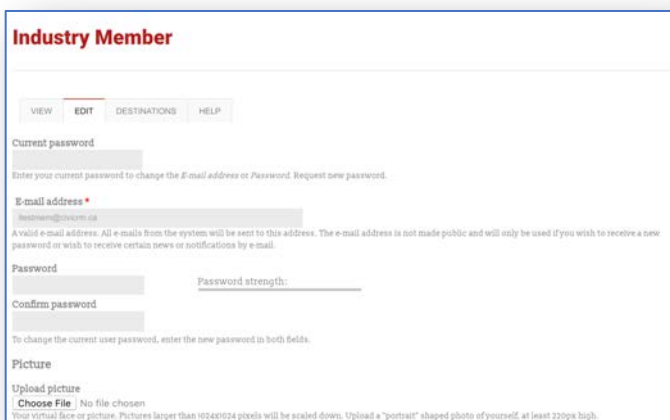 Industry Member
VIEW EDIT DESTINATIONS HELP
Current password
Enter your current password to change the E-mail address or Password. Request new password.
E-mail address *
A valid e-mail address. All e-mails from the system will be sent to this address. The e-mail address is not made public and will only be used if you wish to receive a new
password or wish to receive certain news or notifications by e-mail.
Password
Password strength:
Confirm password
To change the current user password, enter the new password in both fields.
Picture
Upload picture
Choose File No file chosen
Your virtual face or picture. Pictures larger than 1024x1024 pixels will be scaled down. Upload a "portrait" shaped photo of yourself, at least 220px high.